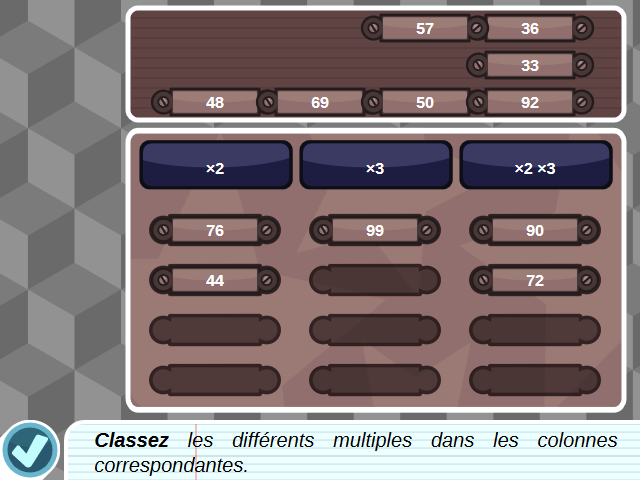 57 36
33
48 69 50 92
×2 ×3 ×2 ×3
76 99 90
44 72
Classez les différents multiples dans les colonnes
correspondantes.